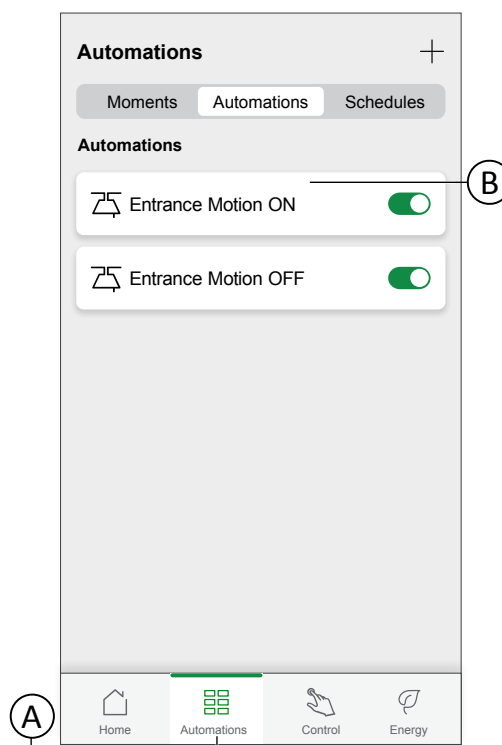 Automations
Moments Automations Schedules
Automations
B
Entrance Motion ON
Entrance Motion OFF
A
Home Automations Control Energy